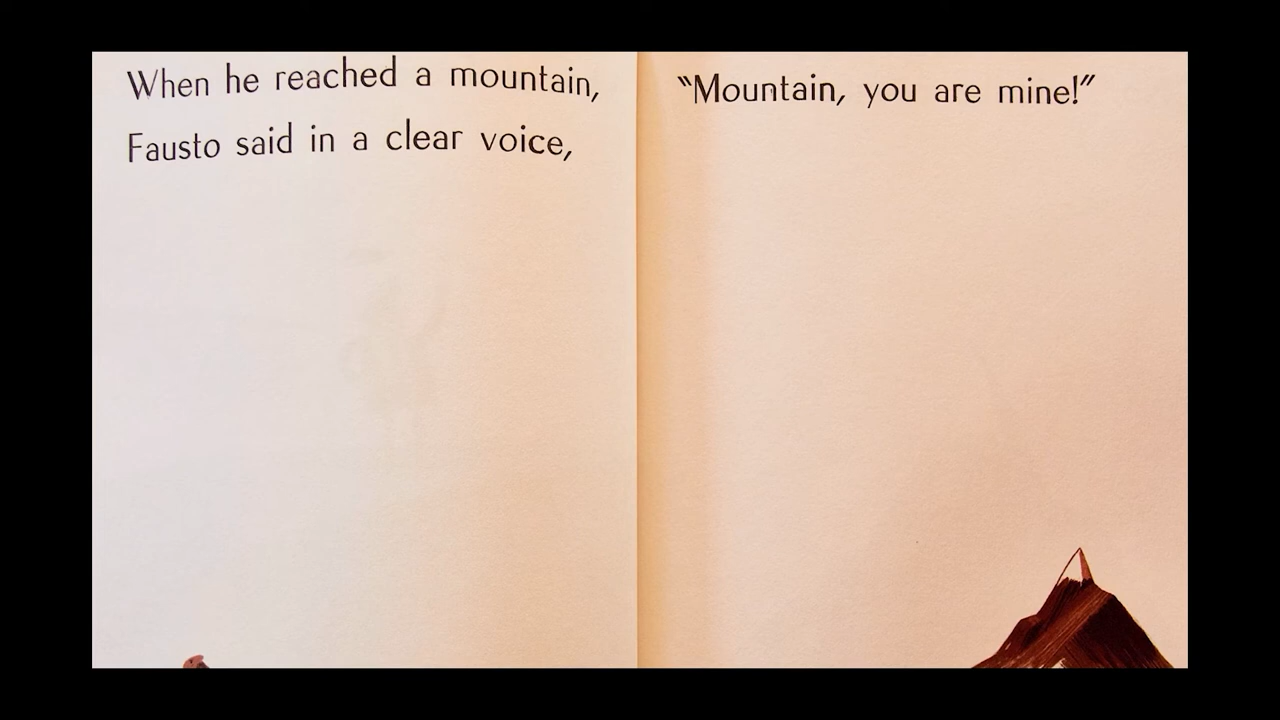 When he reached a mountain,
Fausto said in a clear voice,
“Mountain, you are mine!”